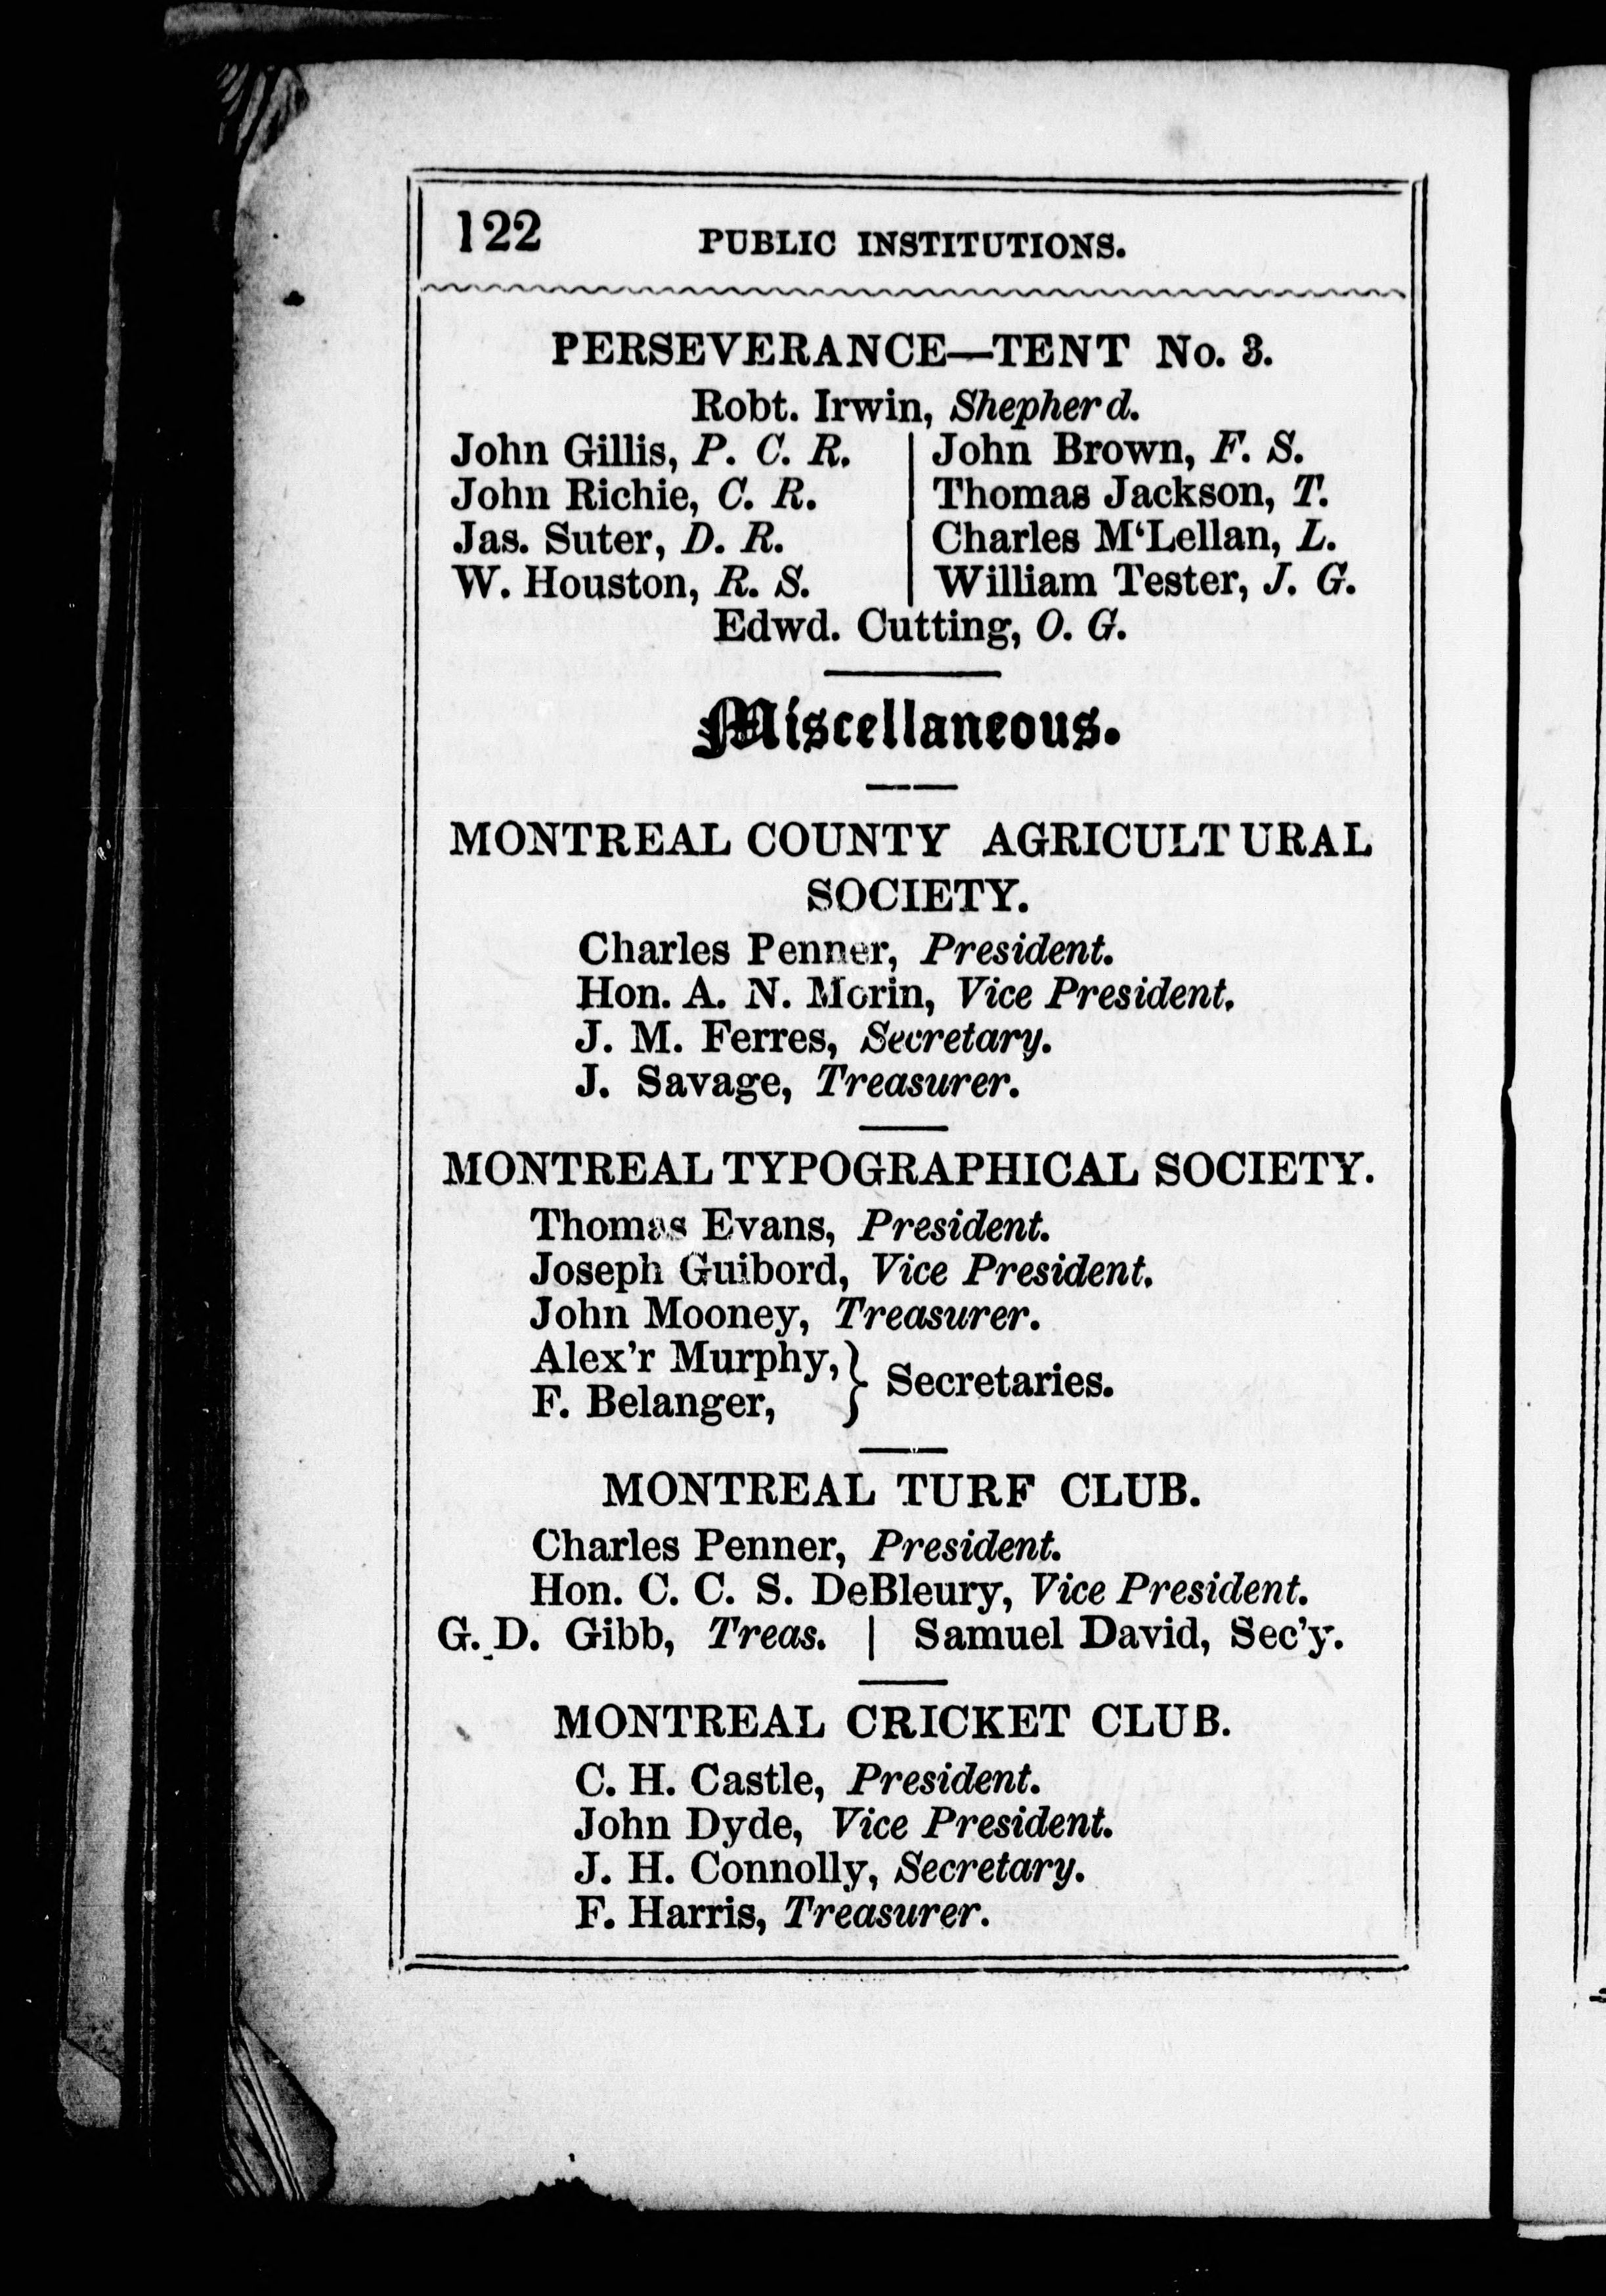 122 PUBLIC INSTITUTIONS.
PERSEVERANCE—TENT No. 3.
Robt. Irwin, Shepherd.
John Gillis, P. C. R. | John Brown, F. S.
John Richie, C. R. | Thomas Jackson, T.
Jas. Suter, D. R. | Charles M‘Lellan, L.
W. Houston, R. S. | William Tester, J. G.
Edwd. Cutting, O. G.
Miscellaneous.
MONTREAL COUNTY AGRICULTURAL
SOCIETY.
Charles Penner, President.
Hon. A. N. Morin, Vice President.
J. M. Ferres, Secretary.
J. Savage, Treasurer.
MONTREAL TYPOGRAPHICAL SOCIETY.
Thomas Evans, President.
Joseph Guibord, Vice President.
John Mooney, Treasurer.
Alex’r Murphy, } Secretaries.
F. Belanger,
MONTREAL TURF CLUB.
Charles Penner, President.
Hon. C. C. S. DeBleury, Vice President.
G. D. Gibb, Treas. | Samuel David, Sec’y.
MONTREAL CRICKET CLUB.
C. H. Castle, President.
John Dyde, Vice President.
J. H. Connolly, Secretary.
F. Harris, Treasurer.